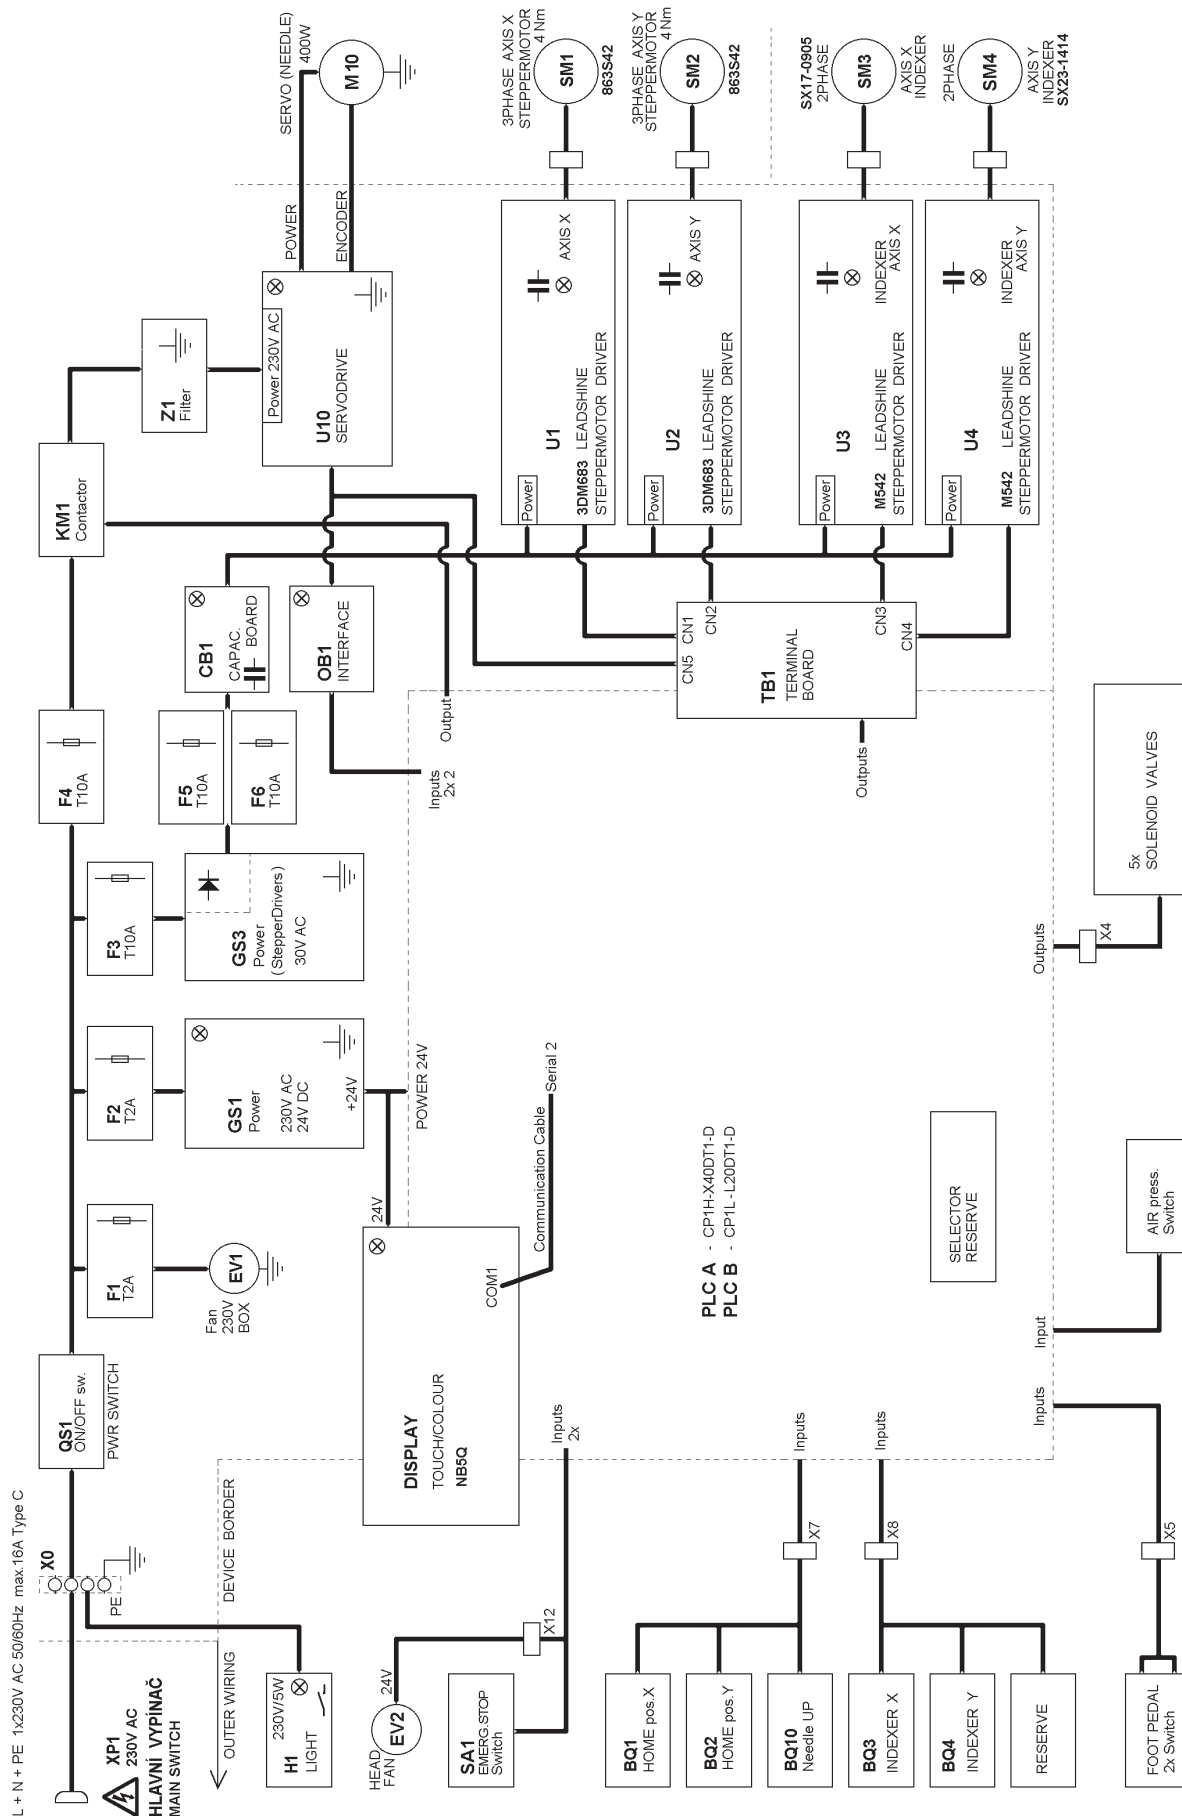 L + N + PE 1x230V AC 50/60Hz max.16A Type C
XP1
230V AC
HLAVNÍ VYPÍNAČ
MAIN SWITCH
X0
PE
OUTER WIRING
DEVICE BORDER
QS1
ON/OFF sw.
PWR SWITCH
F1
T2A
F2
T2A
F3
T10A
F4
T10A
KM1
Contactor
Z1
Filter
Fan
230V
BOX
EV1
GS1
Power
230V AC
24V DC
+24V
GS3
Power
(StepperDrivers)
30V AC
F5
T10A
F6
T10A
CB1
CAPAC.
BOARD
OB1
INTERFACE
Power 230V AC
U10
SERVODRIVE
POWER
ENCODER
SERVO (NEEDLE)
400W
M10
H1
230V/5W
LIGHT
HEAD
FAN
EV2
24V
X12
SA1
EMERG.STOP
Switch
DISPLAY
TOUCH/COLOUR
NB5Q
24V
COM1
Communication Cable
Serial 2
POWER 24V
Inputs
2x 2
Output
Inputs
2x
U1
Power
3DM683 LEADSHINE
STEPPERMOTOR DRIVER
AXIS X
3PHASE AXIS X
STEPPERMOTOR
4 Nm
SM1
863S42
U2
Power
3DM683 LEADSHINE
STEPPERMOTOR DRIVER
AXIS Y
3PHASE AXIS Y
STEPPERMOTOR
4 Nm
SM2
863S42
U3
Power
M542 LEADSHINE
STEPPERMOTOR DRIVER
INDEXER
AXIS X
SX17-0905
2PHASE
SM3
AXIS X
INDEXER
U4
Power
M542 LEADSHINE
STEPPERMOTOR DRIVER
INDEXER
AXIS Y
2PHASE
SM4
AXIS Y
INDEXER
SX23-1414
CN5
CN1
CN2
CN3
CN4
TB1
TERMINAL
BOARD
Outputs
PLC A - CP1H-X40DT1-D
PLC B - CP1L-L20DT1-D
BQ1
HOME pos.X
BQ2
HOME pos.Y
BQ10
Needle UP
X7
Inputs
BQ3
INDEXER X
BQ4
INDEXER Y
RESERVE
X8
Inputs
SELECTOR
RESERVE
FOOT PEDAL
2x Switch
X5
Inputs
AIR press.
Switch
Input
Outputs
X4
5x
SOLENOID VALVES